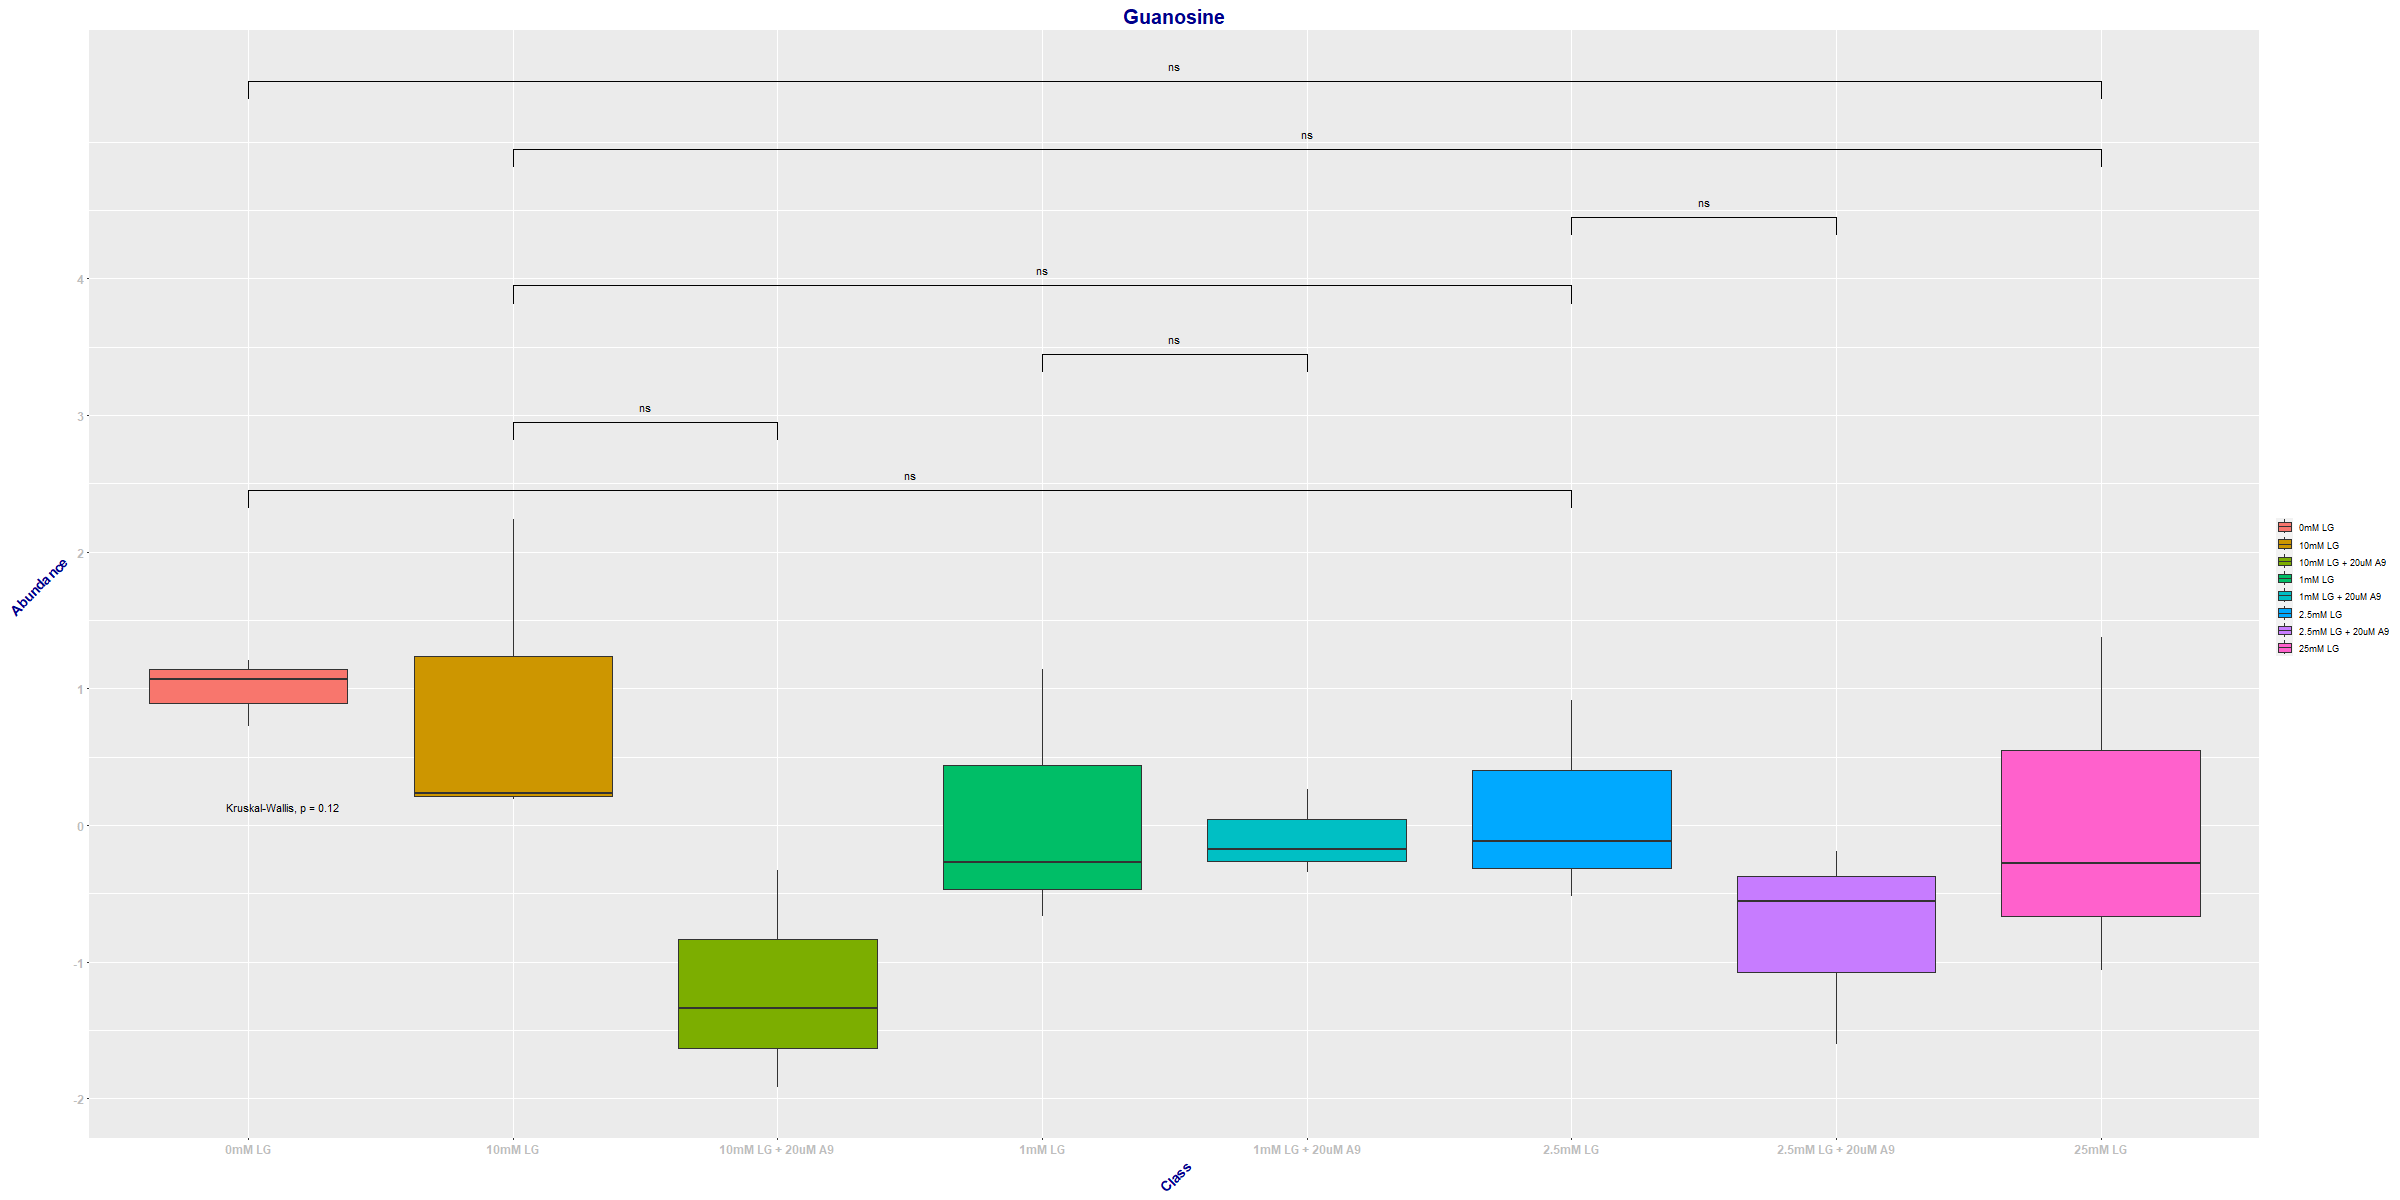 Guanosine
ns
ns
ns
ns
ns
ns
ns
4
3
2
1
0
-1
-2
Abundance
Kruskal-Wallis, p = 0.12
0mM LG
10mM LG
10mM LG + 20uM A9
1mM LG
1mM LG + 20uM A9
2.5mM LG
2.5mM LG + 20uM A9
25mM LG
Class
0mM LG
10mM LG
10mM LG + 20uM A9
1mM LG
1mM LG + 20uM A9
2.5mM LG
2.5mM LG + 20uM A9
25mM LG